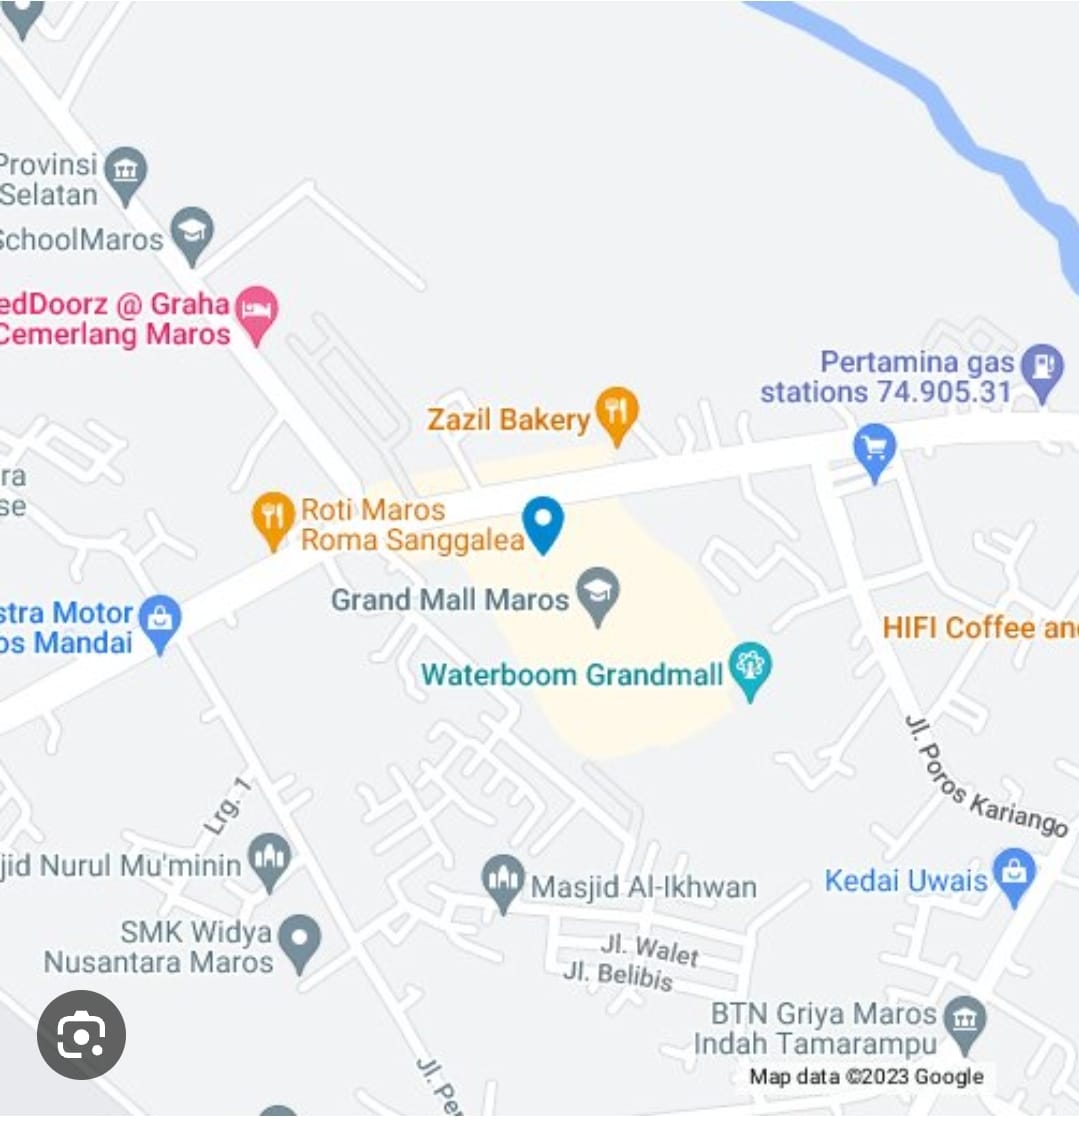 Provinsi
Selatan
SchoolMaros
edDoorz @ Graha
Cemerlang Maros
Pertamina gas
stations 74.905.31
Zazil Bakery
ra
se
Roti Maros
Roma Sanggalea
Grand Mall Maros
stra Motor
os Mandai
HIFI Coffee and
Waterboom Grandmall
Jl. Poros Kariango
Lrg. 1
jid Nurul Mu'minin
Masjid Al-Ikhwan
Kedai Uwais
SMK Widya
Nusantara Maros
Jl. Walet
Jl. Belibis
BTN Griya Maros
Indah Tamarampu
Jl. Per
Map data ©2023 Google